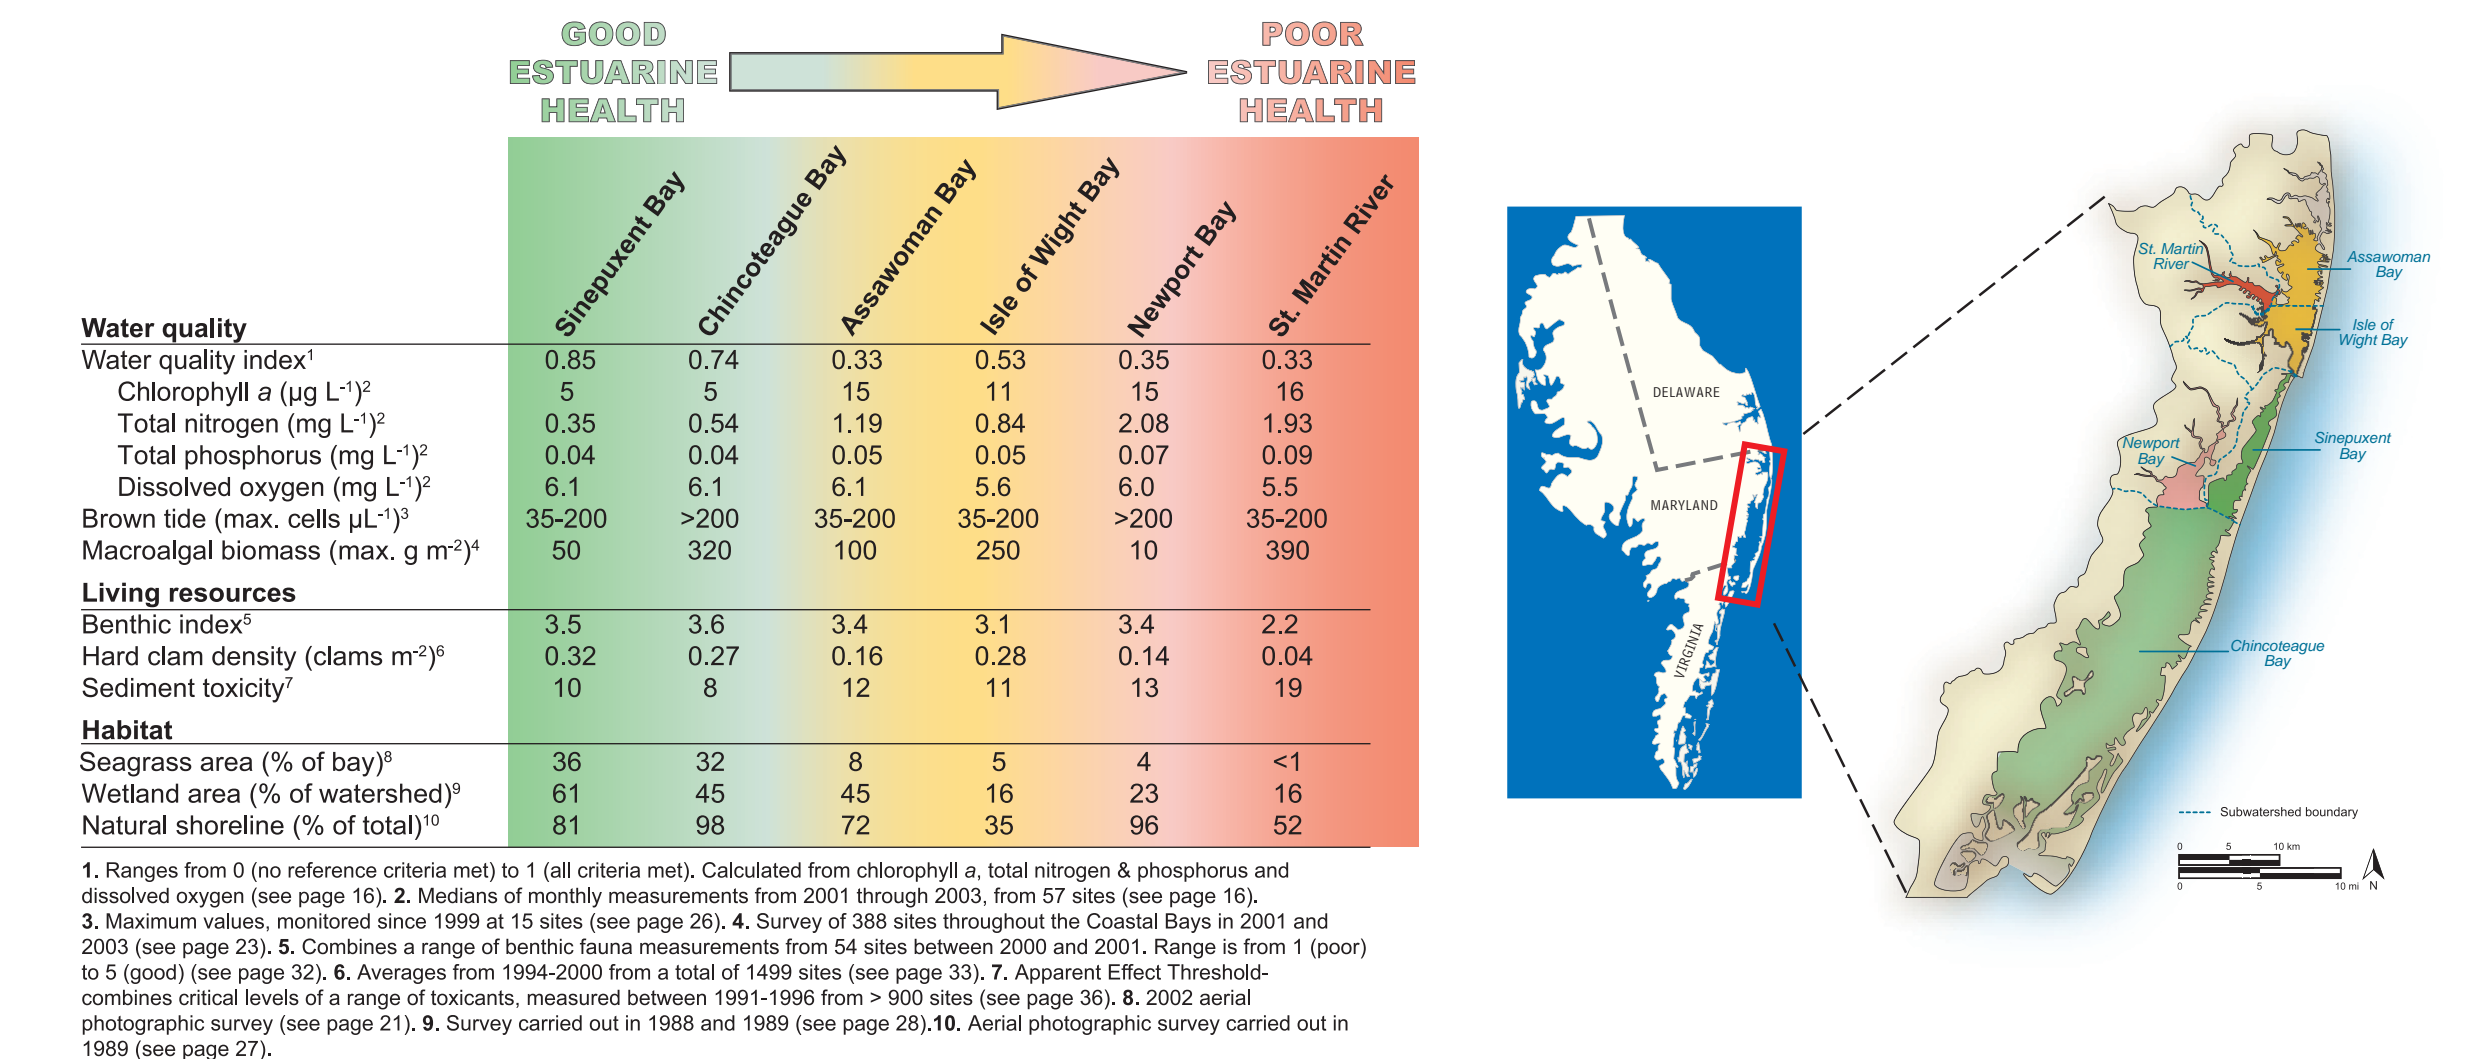 GOOD
ESTUARINE
HEALTH
POOR
ESTUARINE
HEALTH
Sinepuxent Bay
Chincoteague Bay
Assawoman Bay
Isle of Wight Bay
Newport Bay
St. Martin River
Water quality
Water quality index¹ 0.85 0.74 0.33 0.53 0.35 0.33
Chlorophyll a (µg L⁻¹)² 5 5 15 11 15 16
Total nitrogen (mg L⁻¹)² 0.35 0.54 1.19 0.84 2.08 1.93
Total phosphorus (mg L⁻¹)² 0.04 0.04 0.05 0.05 0.07 0.09
Dissolved oxygen (mg L⁻¹)² 6.1 6.1 6.1 5.6 6.0 5.5
Brown tide (max. cells µL⁻¹)³ 35-200 >200 35-200 35-200 >200 35-200
Macroalgal biomass (max. g m⁻²)⁴ 50 320 100 250 10 390
Living resources
Benthic index⁵ 3.5 3.6 3.4 3.1 3.4 2.2
Hard clam density (clams m⁻²)⁶ 0.32 0.27 0.16 0.28 0.14 0.04
Sediment toxicity⁷ 10 8 12 11 13 19
Habitat
Seagrass area (% of bay)⁸ 36 32 8 5 4 <1
Wetland area (% of watershed)⁹ 61 45 45 16 23 16
Natural shoreline (% of total)¹⁰ 81 98 72 35 96 52
1. Ranges from 0 (no reference criteria met) to 1 (all criteria met). Calculated from chlorophyll a, total nitrogen & phosphorus and
dissolved oxygen (see page 16). 2. Medians of monthly measurements from 2001 through 2003, from 57 sites (see page 16).
3. Maximum values, monitored since 1999 at 15 sites (see page 26). 4. Survey of 388 sites throughout the Coastal Bays in 2001 and
2003 (see page 23). 5. Combines a range of benthic fauna measurements from 54 sites between 2000 and 2001. Range is from 1 (poor)
to 5 (good) (see page 32). 6. Averages from 1994-2000 from a total of 1499 sites (see page 33). 7. Apparent Effect Threshold-
combines critical levels of a range of toxicants, measured between 1991-1996 from > 900 sites (see page 36). 8. 2002 aerial
photographic survey (see page 21). 9. Survey carried out in 1988 and 1989 (see page 28).10. Aerial photographic survey carried out in
1989 (see page 27).
DELAWARE
MARYLAND
VIRGINIA
St. Martin
River
Assawoman
Bay
Isle of
Wight Bay
Newport
Bay
Sinepuxent
Bay
Chincoteague
Bay
Subwatershed boundary
0 5 10 km
0 5 10 mi
N